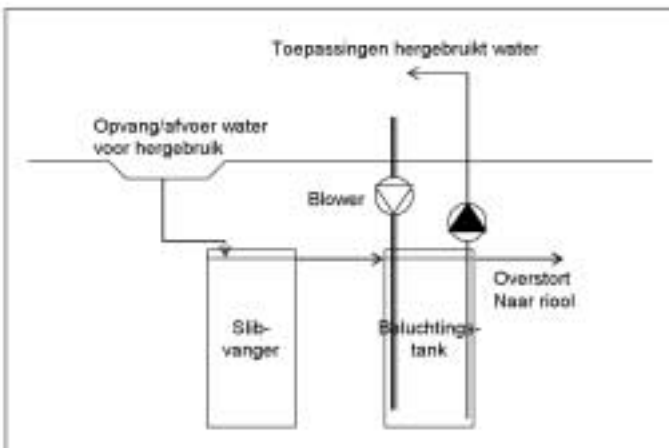 Toepassingen hergebruikt water
Opvang/afvoer water
voor hergebruik
Blower
Overstort
Naar riool
Slib-
vanger
Beluchtings-
tank